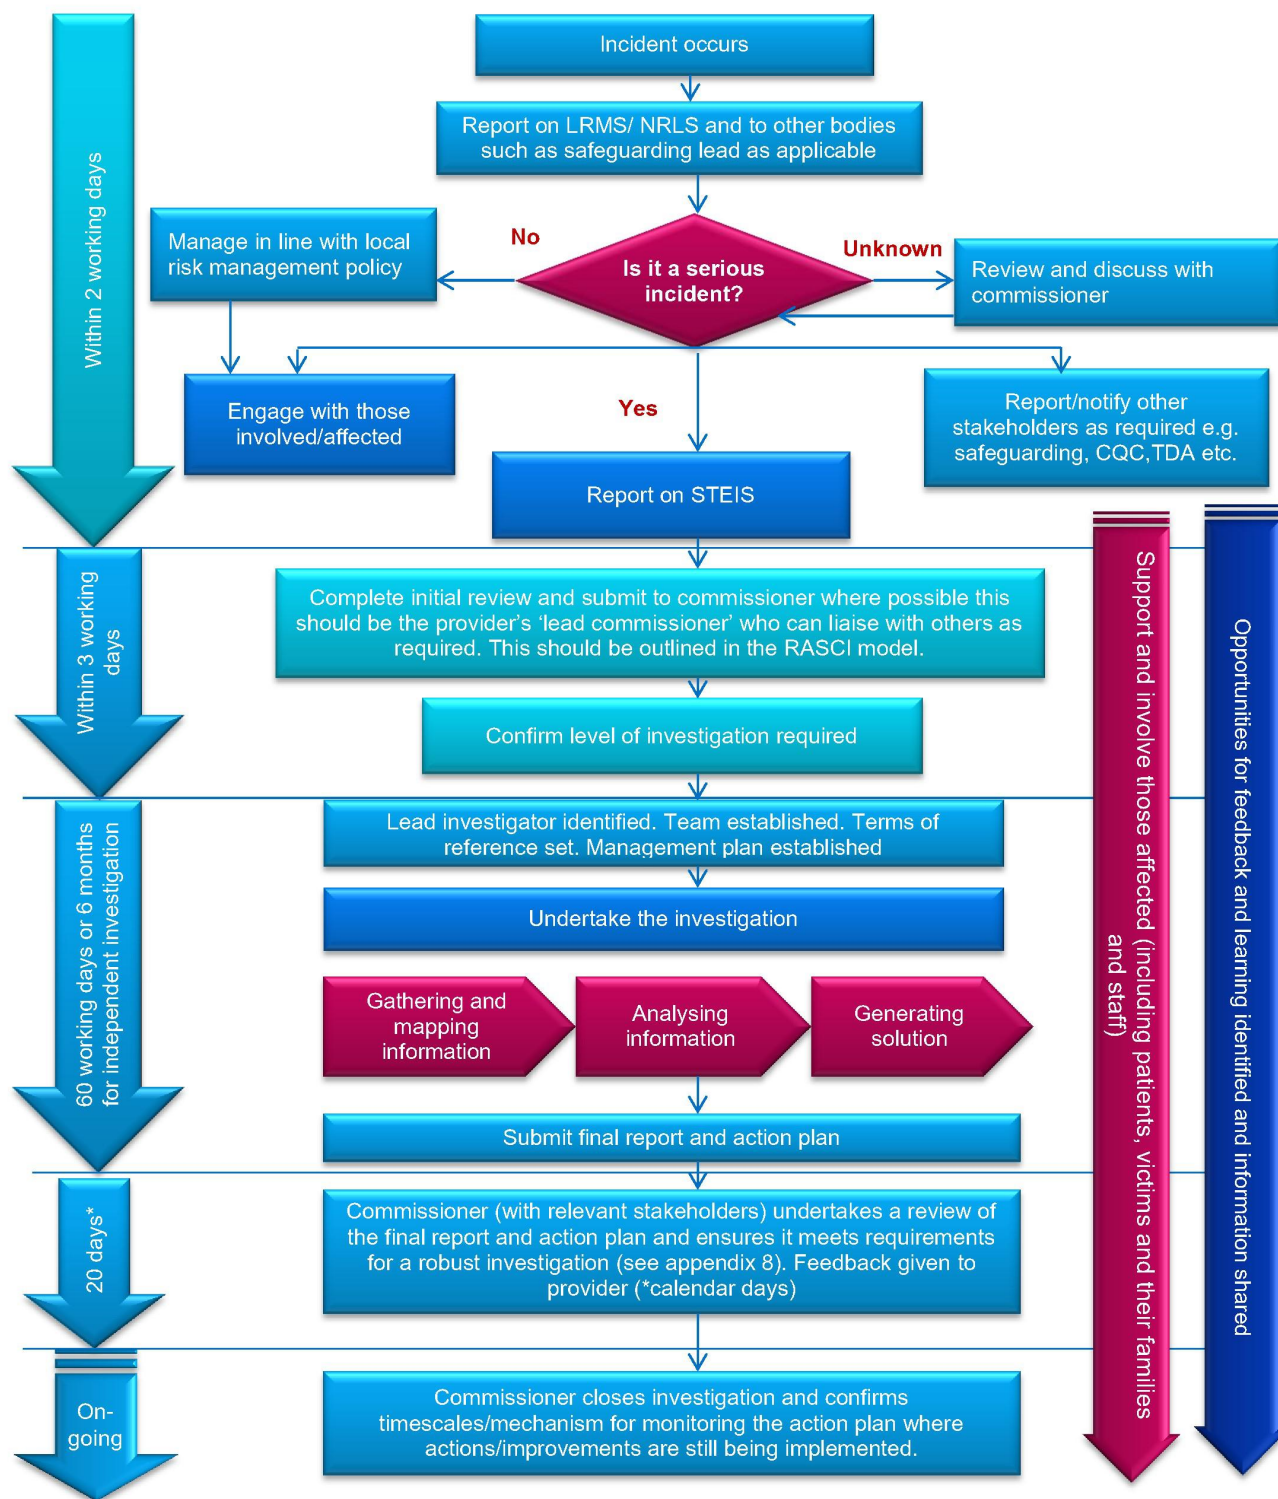 Incident occurs
Report on LRMS/ NRLS and to other bodies
such as safeguarding lead as applicable
Within 2 working days
Manage in line with local
risk management policy
No
Is it a serious
incident?
Unknown
Review and discuss with
commissioner
Engage with those
involved/affected
Yes
Report/notify other
stakeholders as required e.g.
safeguarding, CQC,TDA etc.
Report on STEIS
Within 3 working
days
Complete initial review and submit to commissioner where possible this
should be the provider's 'lead commissioner' who can liaise with others as
required. This should be outlined in the RASCI model.
Confirm level of investigation required
60 working days or 6 months
for independent investigation
Lead investigator identified. Team established. Terms of
reference set. Management plan established
Undertake the investigation
Gathering and
mapping
information
Analysing
information
Generating
solution
Submit final report and action plan
20 days*
Commissioner (with relevant stakeholders) undertakes a review of
the final report and action plan and ensures it meets requirements
for a robust investigation (see appendix 8). Feedback given to
provider (*calendar days)
On-
going
Commissioner closes investigation and confirms
timescales/mechanism for monitoring the action plan where
actions/improvements are still being implemented.
Support and involve those affected (including patients, victims and their families
and staff)
Opportunities for feedback and learning identified and information shared